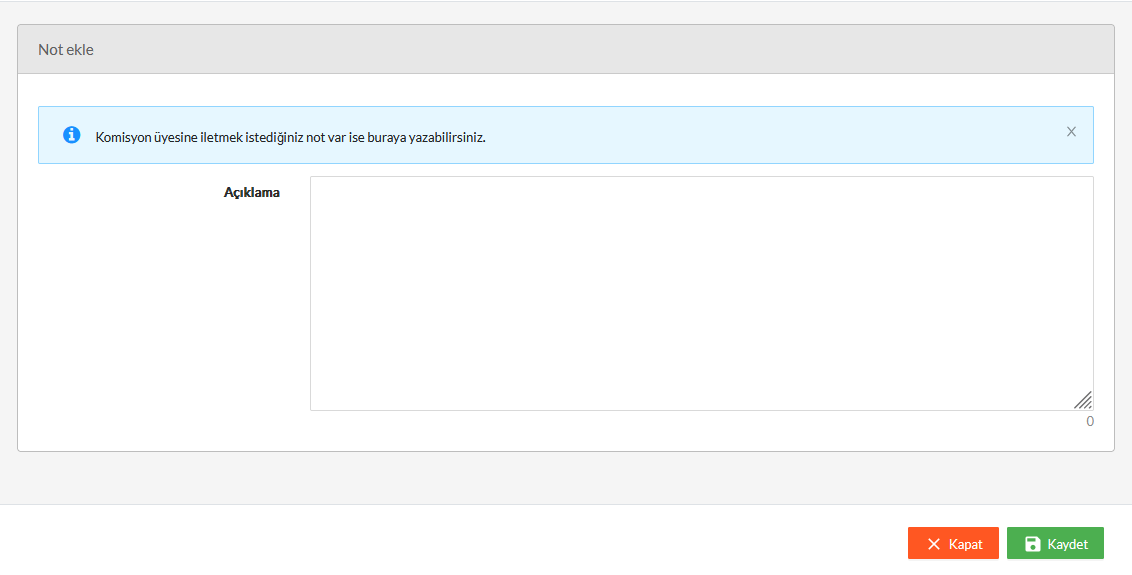 Not ekle
Komisyon üyesine iletmek istediğiniz not var ise buraya yazabilirsiniz.
Açıklama
0
Kapat
Kaydet